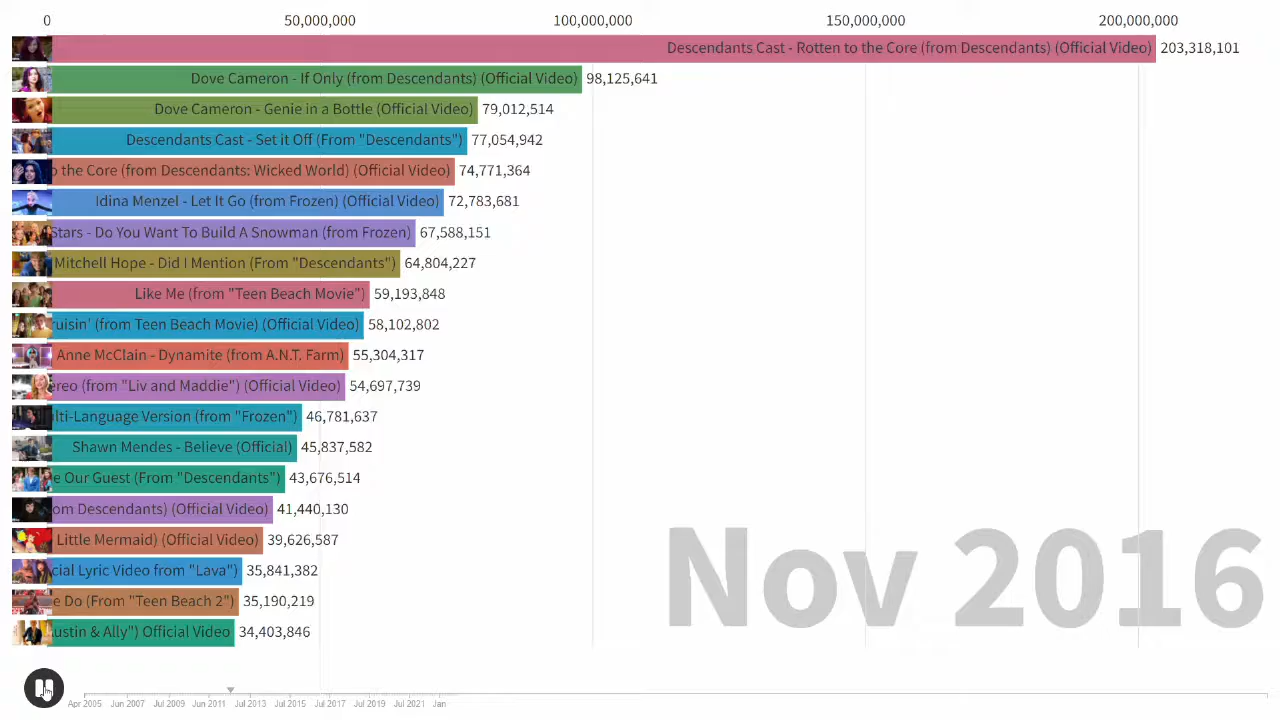 0 50,000,000 100,000,000 150,000,000 200,000,000
Descendants Cast - Rotten to the Core (from Descendants) (Official Video) 203,318,101
Dove Cameron - If Only (from Descendants) (Official Video) 98,125,641
Dove Cameron - Genie in a Bottle (Official Video) 79,012,514
Descendants Cast - Set it Off (From "Descendants") 77,054,942
o the Core (from Descendants: Wicked World) (Official Video) 74,771,364
Idina Menzel - Let It Go (from Frozen) (Official Video) 72,783,681
Stars - Do You Want To Build A Snowman (from Frozen) 67,588,151
Mitchell Hope - Did I Mention (From "Descendants") 64,804,227
Like Me (from "Teen Beach Movie") 59,193,848
ruisin' (from Teen Beach Movie) (Official Video) 58,102,802
Anne McClain - Dynamite (from A.N.T. Farm) 55,304,317
ereo (from "Liv and Maddie") (Official Video) 54,697,739
lti-Language Version (from "Frozen") 46,781,637
Shawn Mendes - Believe (Official) 45,837,582
e Our Guest (From "Descendants") 43,676,514
om Descendants) (Official Video) 41,440,130
Little Mermaid) (Official Video) 39,626,587
cial Lyric Video from "Lava") 35,841,382
e Do (From "Teen Beach 2") 35,190,219
ustin & Ally") Official Video 34,403,846
Nov 2016
Apr 2005 Jun 2007 Jul 2009 Jun 2011 Jul 2013 Jul 2015 Jul 2017 Jul 2019 Jul 2021 Jan